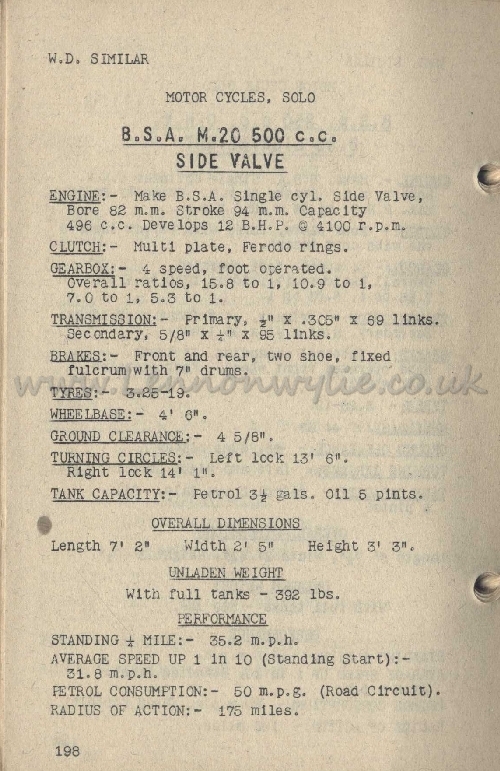 W.D. SIMILAR
MOTOR CYCLES, SOLO
B.S.A. M.20 500 c.c.
SIDE VALVE
ENGINE:- Make B.S.A. Single cyl. Side Valve,
Bore 82 m.m. Stroke 94 m.m. Capacity
496 c.c. Develops 12 B.H.P. @ 4100 r.p.m.
CLUTCH:- Multi plate, Ferodo rings.
GEARBOX:- 4 speed, foot operated.
Overall ratios, 15.8 to 1, 10.9 to 1,
7.0 to 1, 5.3 to 1.
TRANSMISSION:- Primary, ½" x .305" x 69 links.
Secondary, 5/8" x ¼" x 95 links.
BRAKES:- Front and rear, two shoe, fixed
fulcrum with 7" drums.
www.lennonwylie.co.uk
TYRES:- 3.25-19.
WHEELBASE:- 4' 6".
GROUND CLEARANCE:- 4 5/8".
TURNING CIRCLES:- Left lock 13' 6".
Right lock 14' 1".
TANK CAPACITY:- Petrol 3¼ gals. Oil 5 pints.
OVERALL DIMENSIONS
Length 7' 2" Width 2' 5" Height 3' 3".
UNLADEN WEIGHT
With full tanks - 392 lbs.
PERFORMANCE
STANDING ¼ MILE:- 35.2 m.p.h.
AVERAGE SPEED UP 1 in 10 (Standing Start):-
31.8 m.p.h.
PETROL CONSUMPTION:- 50 m.p.g. (Road Circuit).
RADIUS OF ACTION:- 175 miles.
198